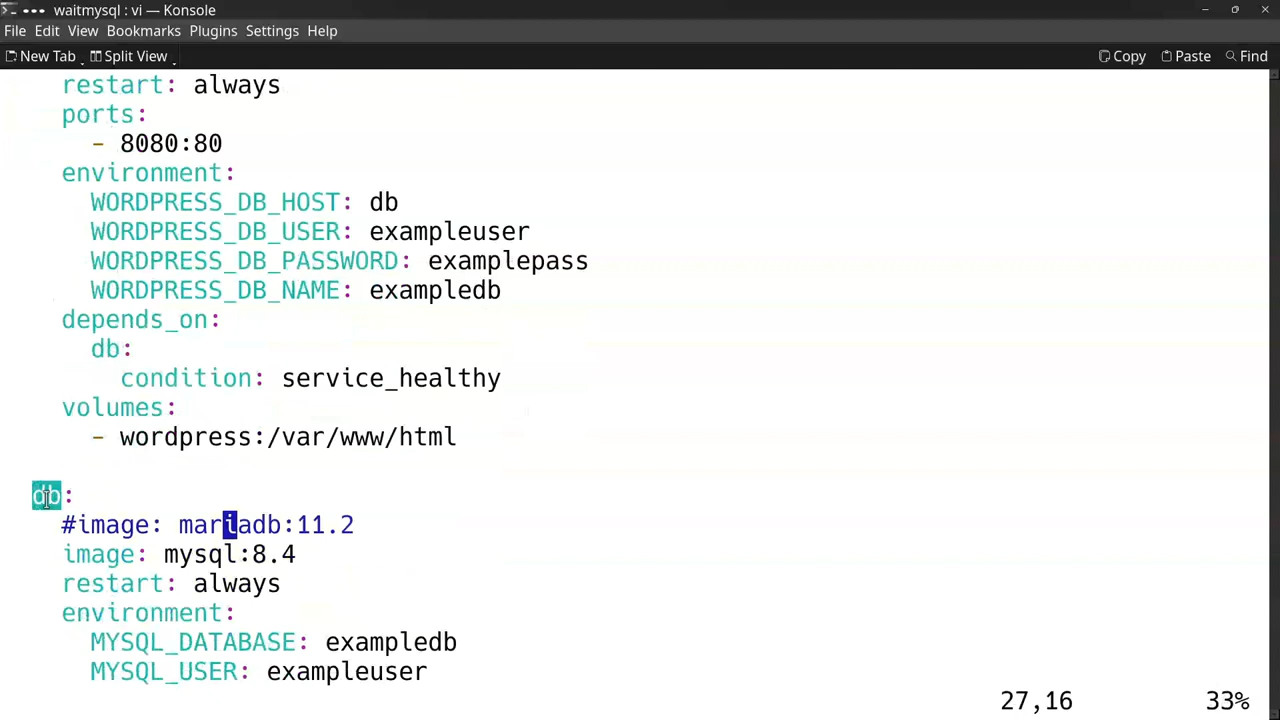 waitmysql : vi — Konsole
File Edit View Bookmarks Plugins Settings Help
New Tab Split View Copy Paste Find
restart: always
ports:
- 8080:80
environment:
WORDPRESS_DB_HOST: db
WORDPRESS_DB_USER: exampleuser
WORDPRESS_DB_PASSWORD: examplepass
WORDPRESS_DB_NAME: exampledb
depends_on:
db:
condition: service_healthy
volumes:
- wordpress:/var/www/html
db:
#image: mariadb:11.2
image: mysql:8.4
restart: always
environment:
MYSQL_DATABASE: exampledb
MYSQL_USER: exampleuser
27,16 33%